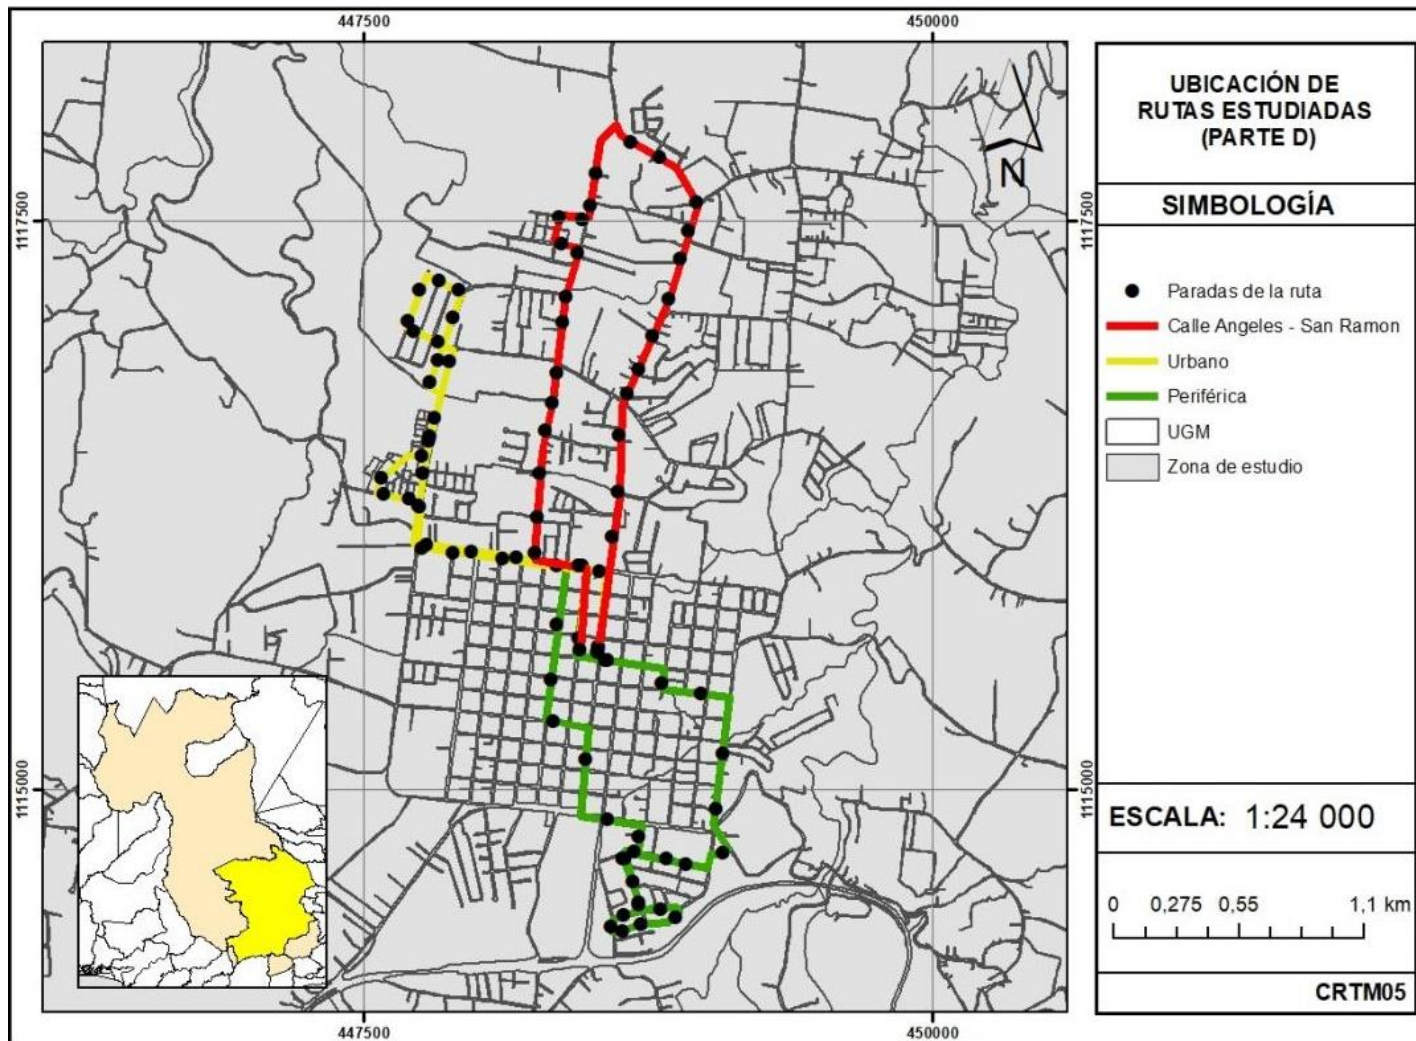 447500
450000
1117500
1117500
1115000
1115000
447500
450000
N
UBICACIÓN DE
RUTAS ESTUDIADAS
(PARTE D)
SIMBOLOGÍA
Paradas de la ruta
Calle Angeles - San Ramon
Urbano
Periférica
UGM
Zona de estudio
ESCALA: 1:24 000
0 0,275 0,55 1,1 km
CRTM05